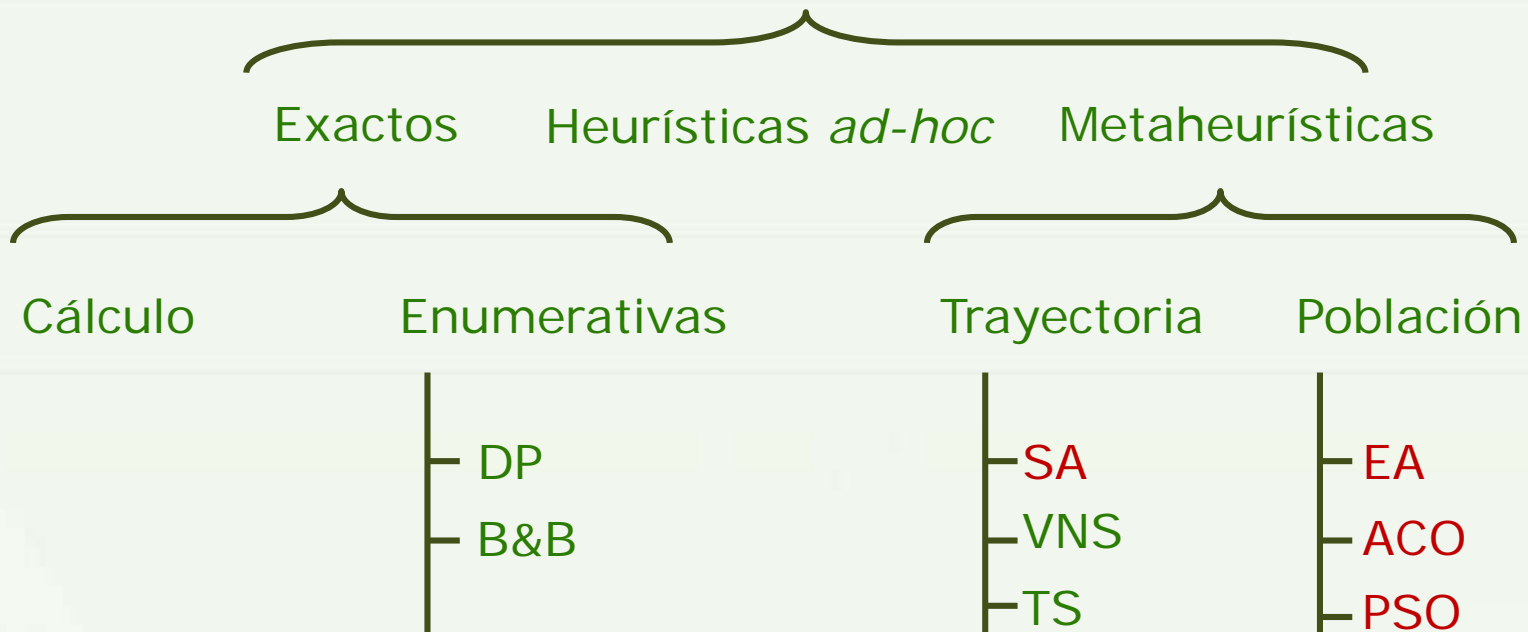 Exactos Heurísticas ad-hoc Metaheurísticas
Cálculo Enumerativas Trayectoria Población
DP SA EA
B&B VNS ACO
TS PSO